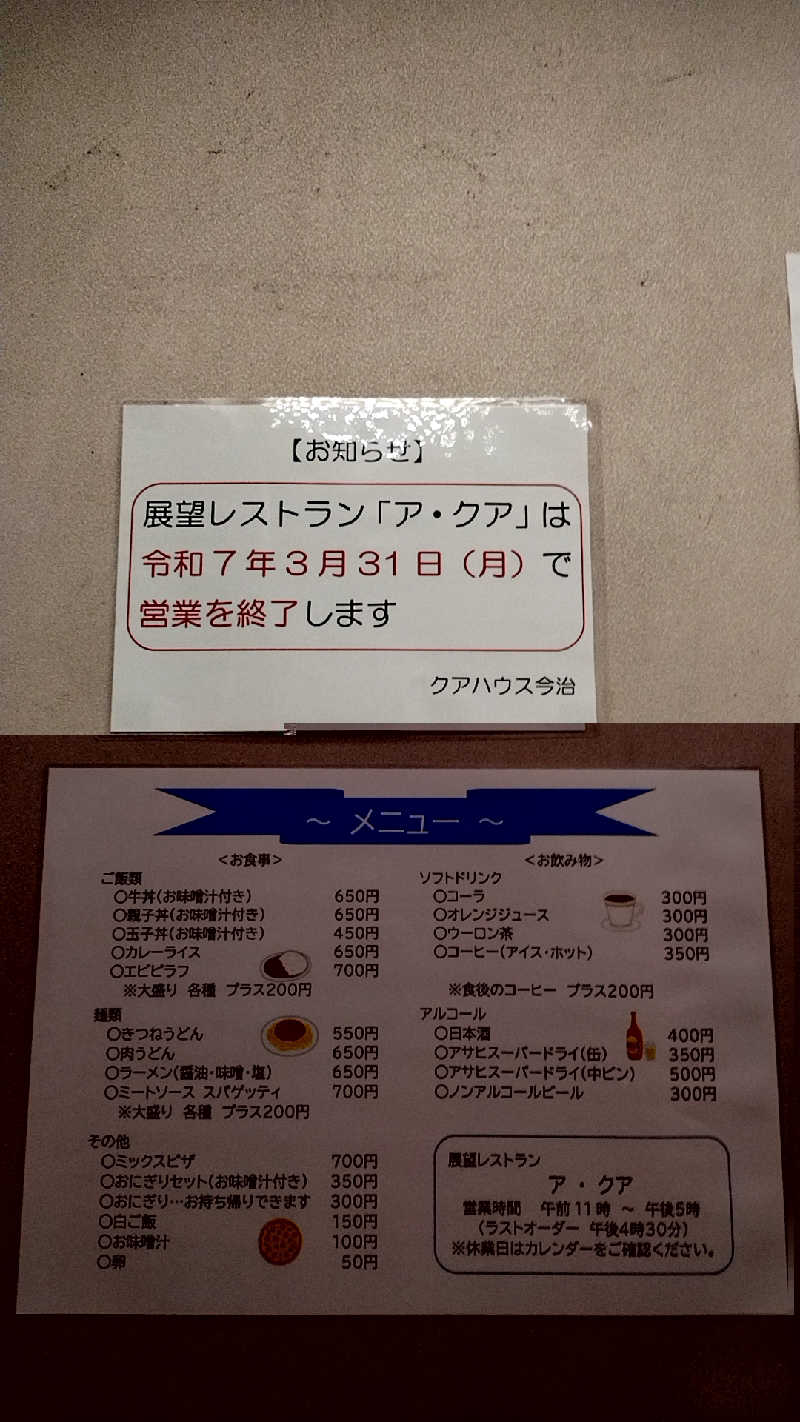 【お知らせ】
展望レストラン「ア・クア」は
令和7年3月31日（月）で
営業を終了します
クアハウス今治
～ メニュー ～
<お食事>
ご飯類
○牛丼(お味噌汁付き) 650円
○親子丼(お味噌汁付き) 650円
○玉子丼(お味噌汁付き) 450円
○カレーライス 650円
○エビピラフ 700円
※大盛り 各種 プラス200円
麺類
○きつねうどん 550円
○肉うどん 650円
○ラーメン(醤油・味噌・塩) 650円
○ミートソース スパゲッティ 700円
※大盛り 各種 プラス200円
その他
○ミックスピザ 700円
○おにぎりセット(お味噌汁付き) 350円
○おにぎり…お持ち帰りできます 300円
○白ご飯 150円
○お味噌汁 100円
○卵 50円
<お飲み物>
ソフトドリンク
○コーラ 300円
○オレンジジュース 300円
○ウーロン茶 300円
○コーヒー(アイス・ホット) 350円
※食後のコーヒー プラス200円
アルコール
○日本酒 400円
○アサヒスーパードライ(缶) 350円
○アサヒスーパードライ(中ビン) 500円
○ノンアルコールビール 300円
展望レストラン
ア・クア
営業時間 午前11時 ～ 午後5時
(ラストオーダー 午後4時30分)
※休業日はカレンダーをご確認ください。